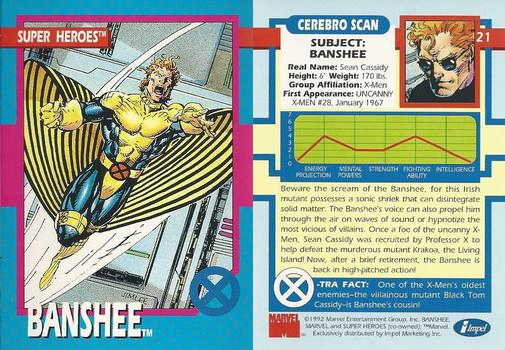 SUPER HEROES™
JIM LEE
BANSHEE™
CEREBRO SCAN
21
SUBJECT:
BANSHEE
Real Name: Sean Cassidy
Height: 6' Weight: 170 lbs.
Group Affiliation: X-Men
First Appearance: UNCANNY
X-MEN #28, January 1967
7
6
5
4
3
2
1
0
ENERGY PROJECTION
MENTAL POWERS
STRENGTH
FIGHTING ABILITY
INTELLIGENCE
Beware the scream of the Banshee, for this Irish
mutant possesses a sonic shriek that can disintegrate
solid matter. The Banshee's voice can also propel him
through the air on waves of sound or hypnotize the
most vicious of villains. Once a foe of the uncanny X-
Men, Sean Cassidy was recruited by Professor X to
help defeat the mutant Krakoa, the Living
Island! Now, after a brief retirement, the Banshee is
back in high-pitched action!
X-TRA FACT: One of the X-Men's oldest
enemies–the villainous mutant Black Tom
Cassidy–is Banshee's cousin!
MARVEL
©1992 Marvel Entertainment Group, Inc. BANSHEE,
MARVEL and SUPER HEROES (co-owned): ™Marvel.
Exclusively distributed by Impel Marketing Inc.
impel